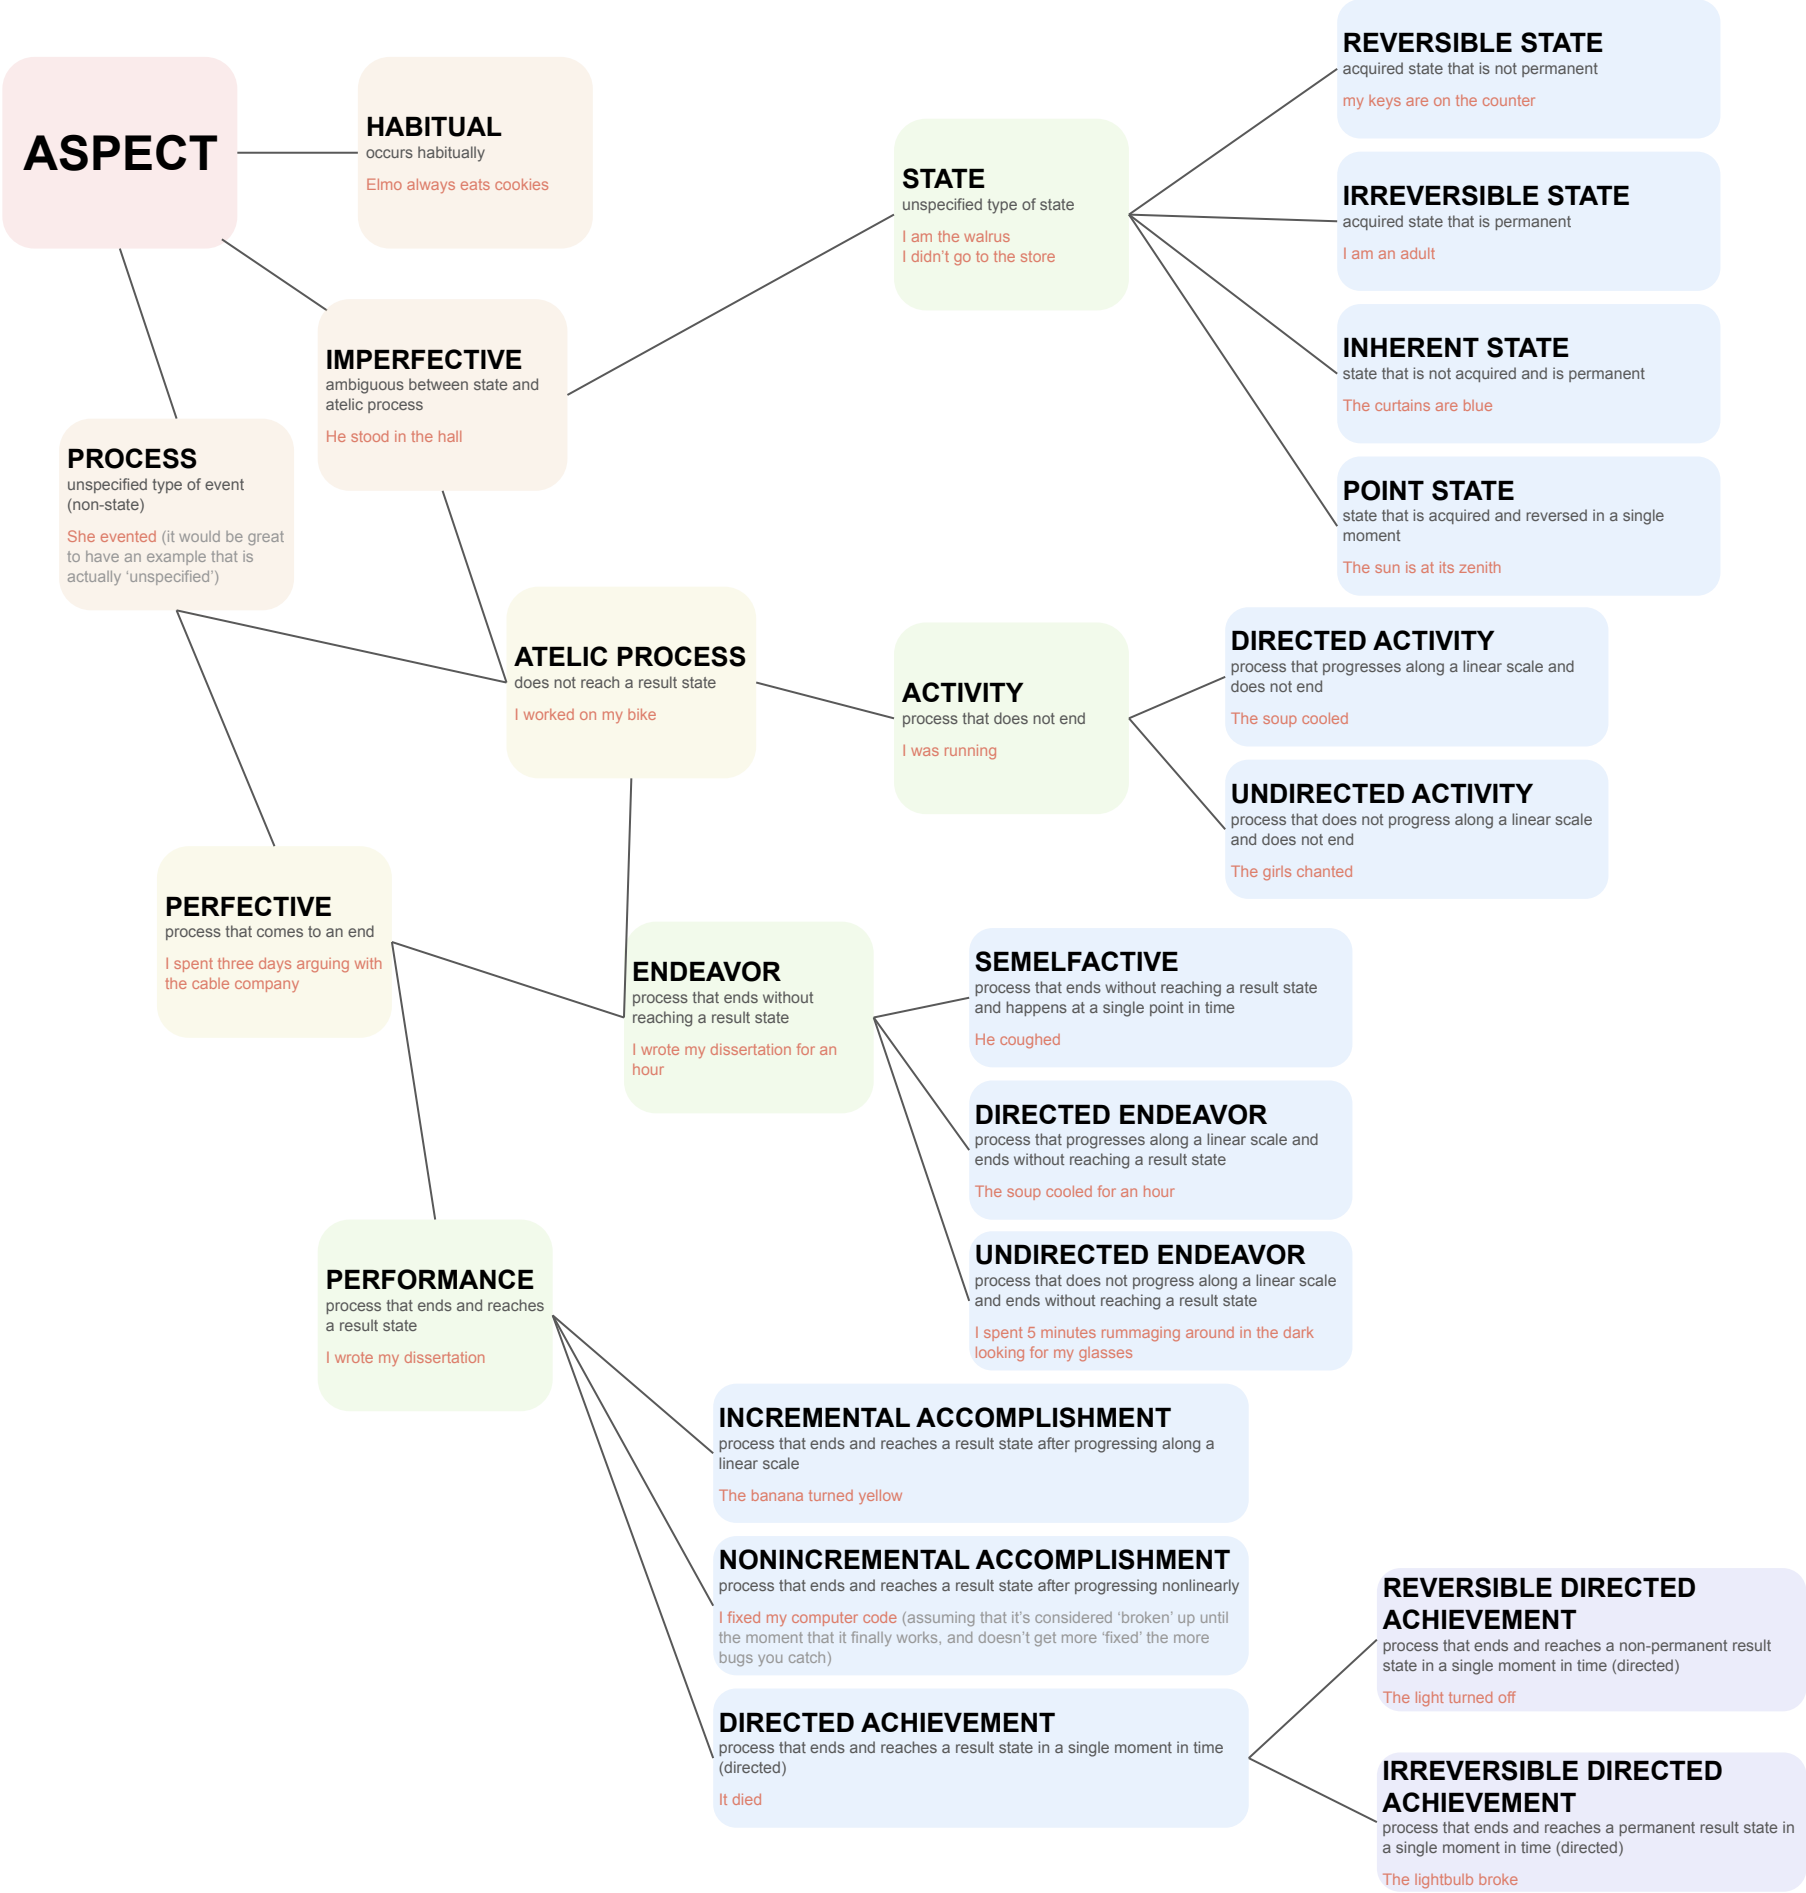 ASPECT
HABITUAL
occurs habitually
Elmo always eats cookies
IMPERFECTIVE
ambiguous between state and
atelic process
He stood in the hall
PROCESS
unspecified type of event
(non-state)
She evented (it would be great
to have an example that is
actually ‘unspecified’)
STATE
unspecified type of state
I am the walrus
I didn’t go to the store
REVERSIBLE STATE
acquired state that is not permanent
my keys are on the counter
IRREVERSIBLE STATE
acquired state that is permanent
I am an adult
INHERENT STATE
state that is not acquired and is permanent
The curtains are blue
POINT STATE
state that is acquired and reversed in a single
moment
The sun is at its zenith
ATELIC PROCESS
does not reach a result state
I worked on my bike
ACTIVITY
process that does not end
I was running
DIRECTED ACTIVITY
process that progresses along a linear scale and
does not end
The soup cooled
UNDIRECTED ACTIVITY
process that does not progress along a linear scale
and does not end
The girls chanted
PERFECTIVE
process that comes to an end
I spent three days arguing with
the cable company
ENDEAVOR
process that ends without
reaching a result state
I wrote my dissertation for an
hour
SEMELFACTIVE
process that ends without reaching a result state
and happens at a single point in time
He coughed
DIRECTED ENDEAVOR
process that progresses along a linear scale and
ends without reaching a result state
The soup cooled for an hour
UNDIRECTED ENDEAVOR
process that does not progress along a linear scale
and ends without reaching a result state
I spent 5 minutes rummaging around in the dark
looking for my glasses
PERFORMANCE
process that ends and reaches
a result state
I wrote my dissertation
INCREMENTAL ACCOMPLISHMENT
process that ends and reaches a result state after progressing along a
linear scale
The banana turned yellow
NONINCREMENTAL ACCOMPLISHMENT
process that ends and reaches a result state after progressing nonlinearly
I fixed my computer code (assuming that it’s considered ‘broken’ up until
the moment that it finally works, and doesn’t get more ‘fixed’ the more
bugs you catch)
DIRECTED ACHIEVEMENT
process that ends and reaches a result state in a single moment in time
(directed)
It died
REVERSIBLE DIRECTED
ACHIEVEMENT
process that ends and reaches a non-permanent result
state in a single moment in time (directed)
The light turned off
IRREVERSIBLE DIRECTED
ACHIEVEMENT
process that ends and reaches a permanent result state in
a single moment in time (directed)
The lightbulb broke